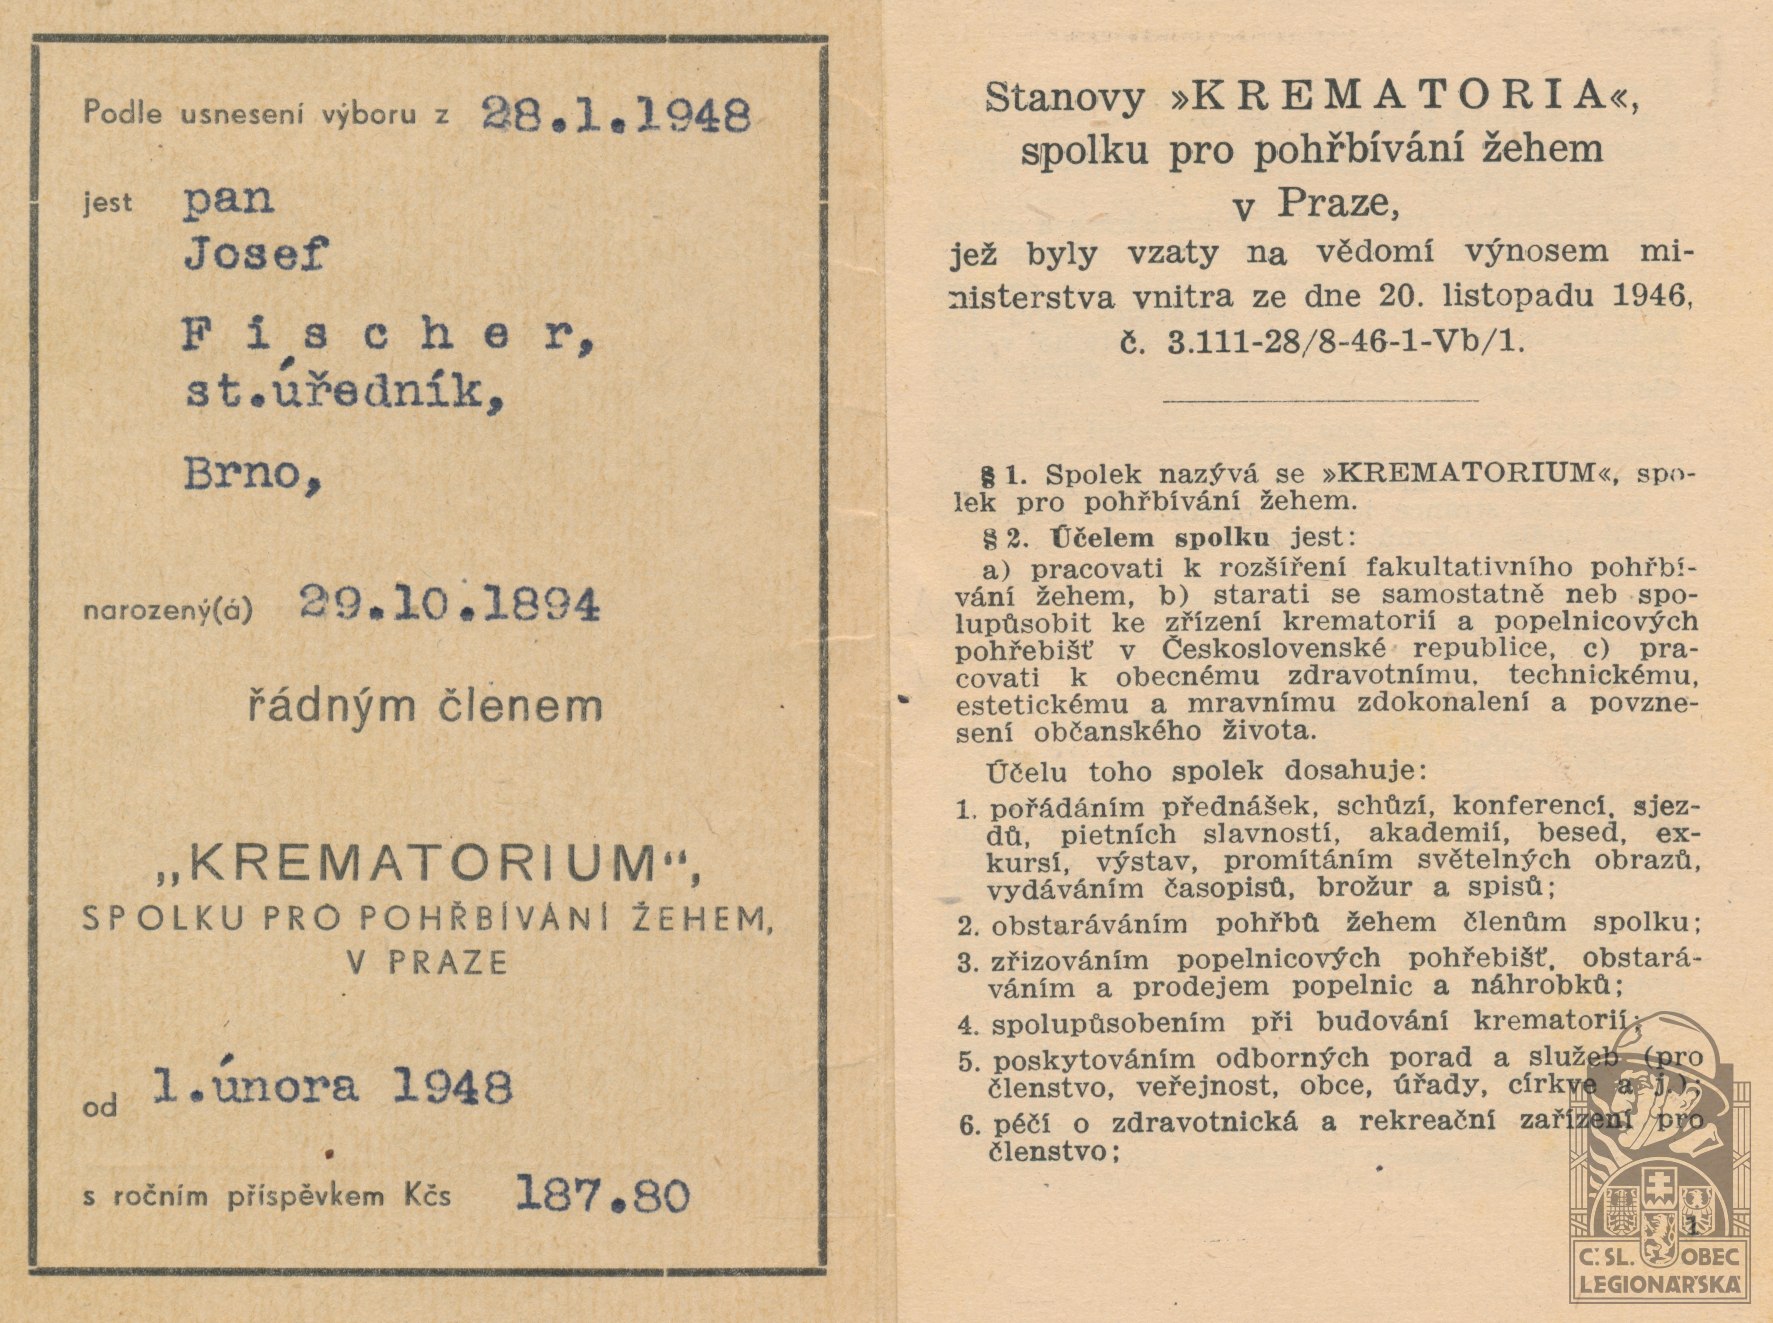 Podle usnesení výboru z 28.1.1948
jest pan
Josef
Fischer,
st.úředník,
Brno,
narozený(á) 29.10.1894
řádným členem
„KREMATORIUM“,
SPOLKU PRO POHŘBÍVÁNÍ ŽEHEM,
V PRAZE
od 1.února 1948
s ročním příspěvkem Kčs 187.80
Stanovy »KREMATORIA«,
spolku pro pohřbívání žehem
v Praze,
jež byly vzaty na vědomí výnosem mi-
nisterstva vnitra ze dne 20. listopadu 1946,
č. 3.111-28/8-46-1-Vb/1.
§ 1. Spolek nazývá se »KREMATORIUM«, spo-
lek pro pohřbívání žehem.
§ 2. Účelem spolku jest:
a) pracovati k rozšíření fakultativního pohřbí-
vání žehem, b) starati se samostatně neb spo-
lupůsobit ke zřízení krematorií a popelnicových
pohřebišť v Československé republice, c) pra-
covati k obecnému zdravotnímu, technickému,
estetickému a mravnímu zdokonalení a povzne-
sení občanského života.
Účelu toho spolek dosahuje:
1. pořádáním přednášek, schůzí, konferencí, sjez-
dů, pietních slavností, akademií, besed, ex-
kursí, výstav, promítáním světelných obrazů,
vydáváním časopisů, brožur a spisů;
2. obstaráváním pohřbů žehem členům spolku;
3. zřizováním popelnicových pohřebišť, obstará-
váním a prodejem popelnic a náhrobků;
4. spolupůsobením při budování krematorií;
5. poskytováním odborných porad a služeb (pro
členstvo, veřejnost, obce, úřady, církve a j.);
6. péčí o zdravotnická a rekreační zařízení pro
členstvo;
1
Č.SL. OBEC
LEGIONÁŘSKÁ